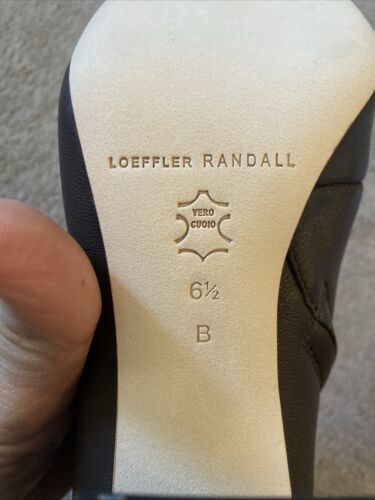 LOEFFLER RANDALL
VERO
CUOIO
6½
B